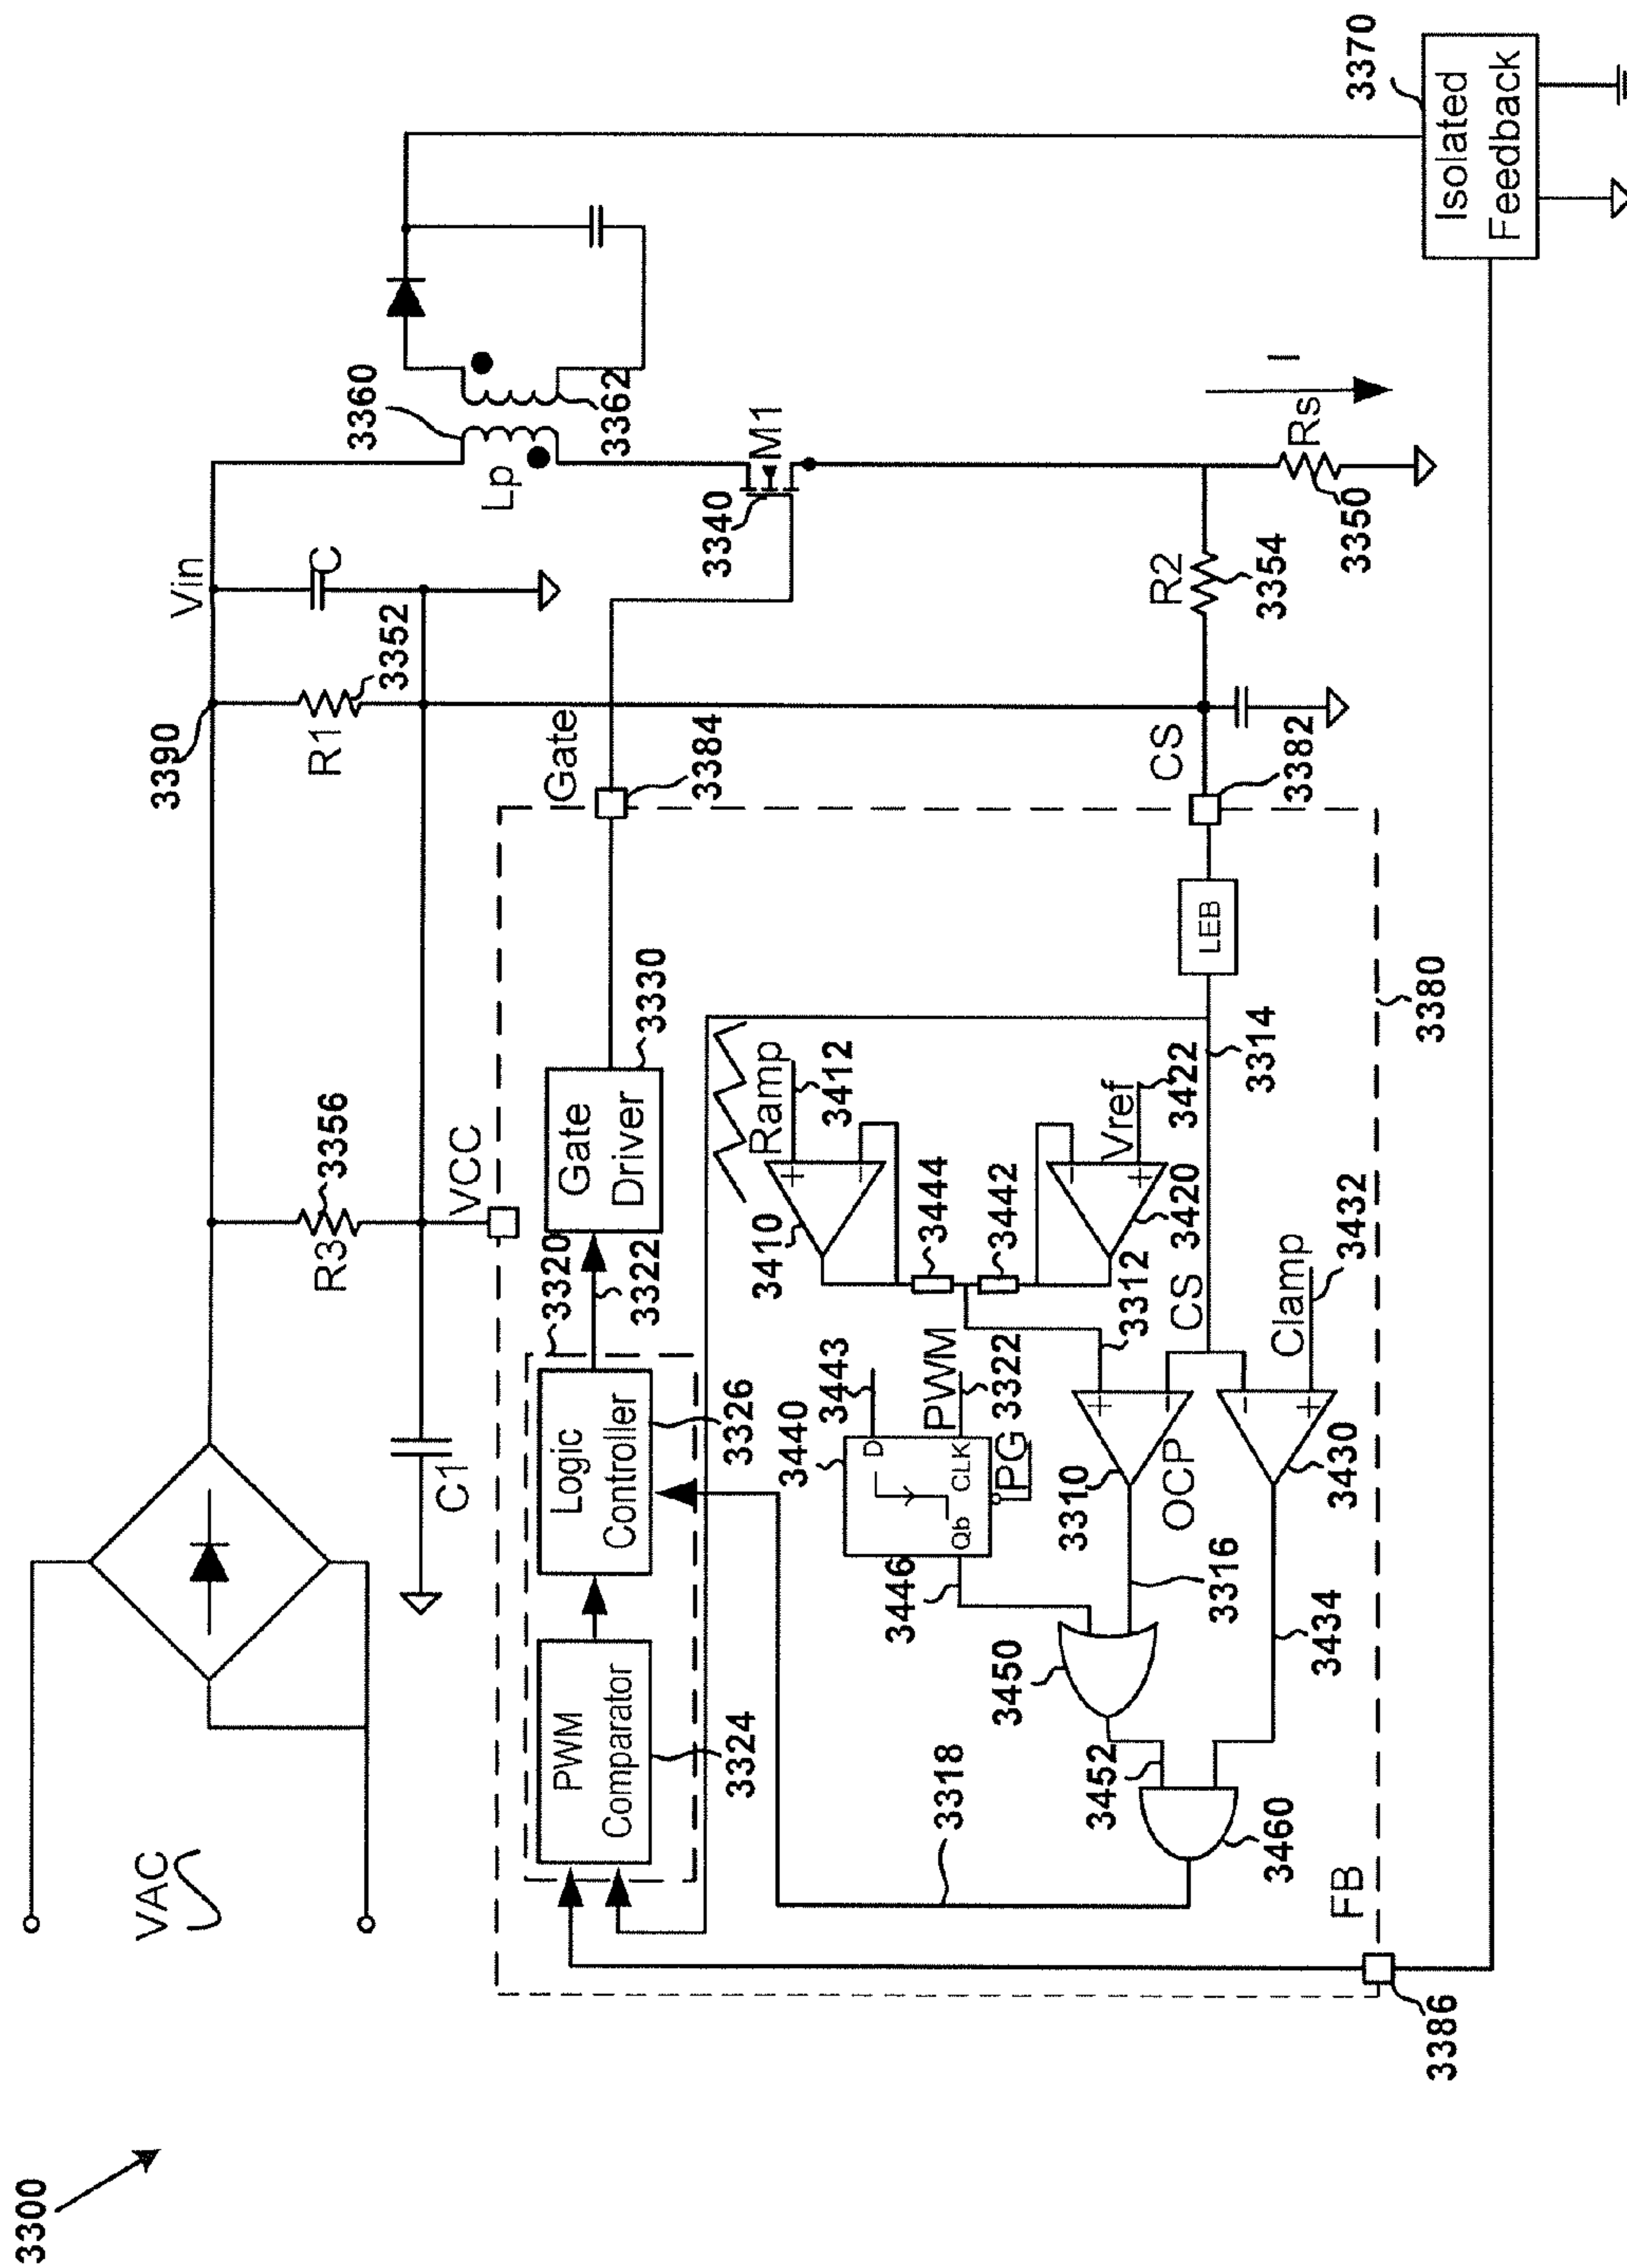 3300
VAC
C1
R3
3356
VCC
3390
R1
3352
Vin
C
Lp
3360
3362
M1
3340
Gate
3384
R2
3354
Rs
3350
I
CS
3382
3370
Isolated
Feedback
PWM
Comparator
3324
Logic
Controller
3326
3320
3322
Gate
Driver
3330
LEB
3314
3380
Ramp
3412
3410
3444
3442
Vref
3422
3420
3312
CS
Clamp
3432
3430
3434
OCP
3310
3316
3440
3443
D
CLK
Qb
PWM
3322
PG
3446
3450
3452
3460
3318
FB
3386
+
−
−
+
+
−
−
+